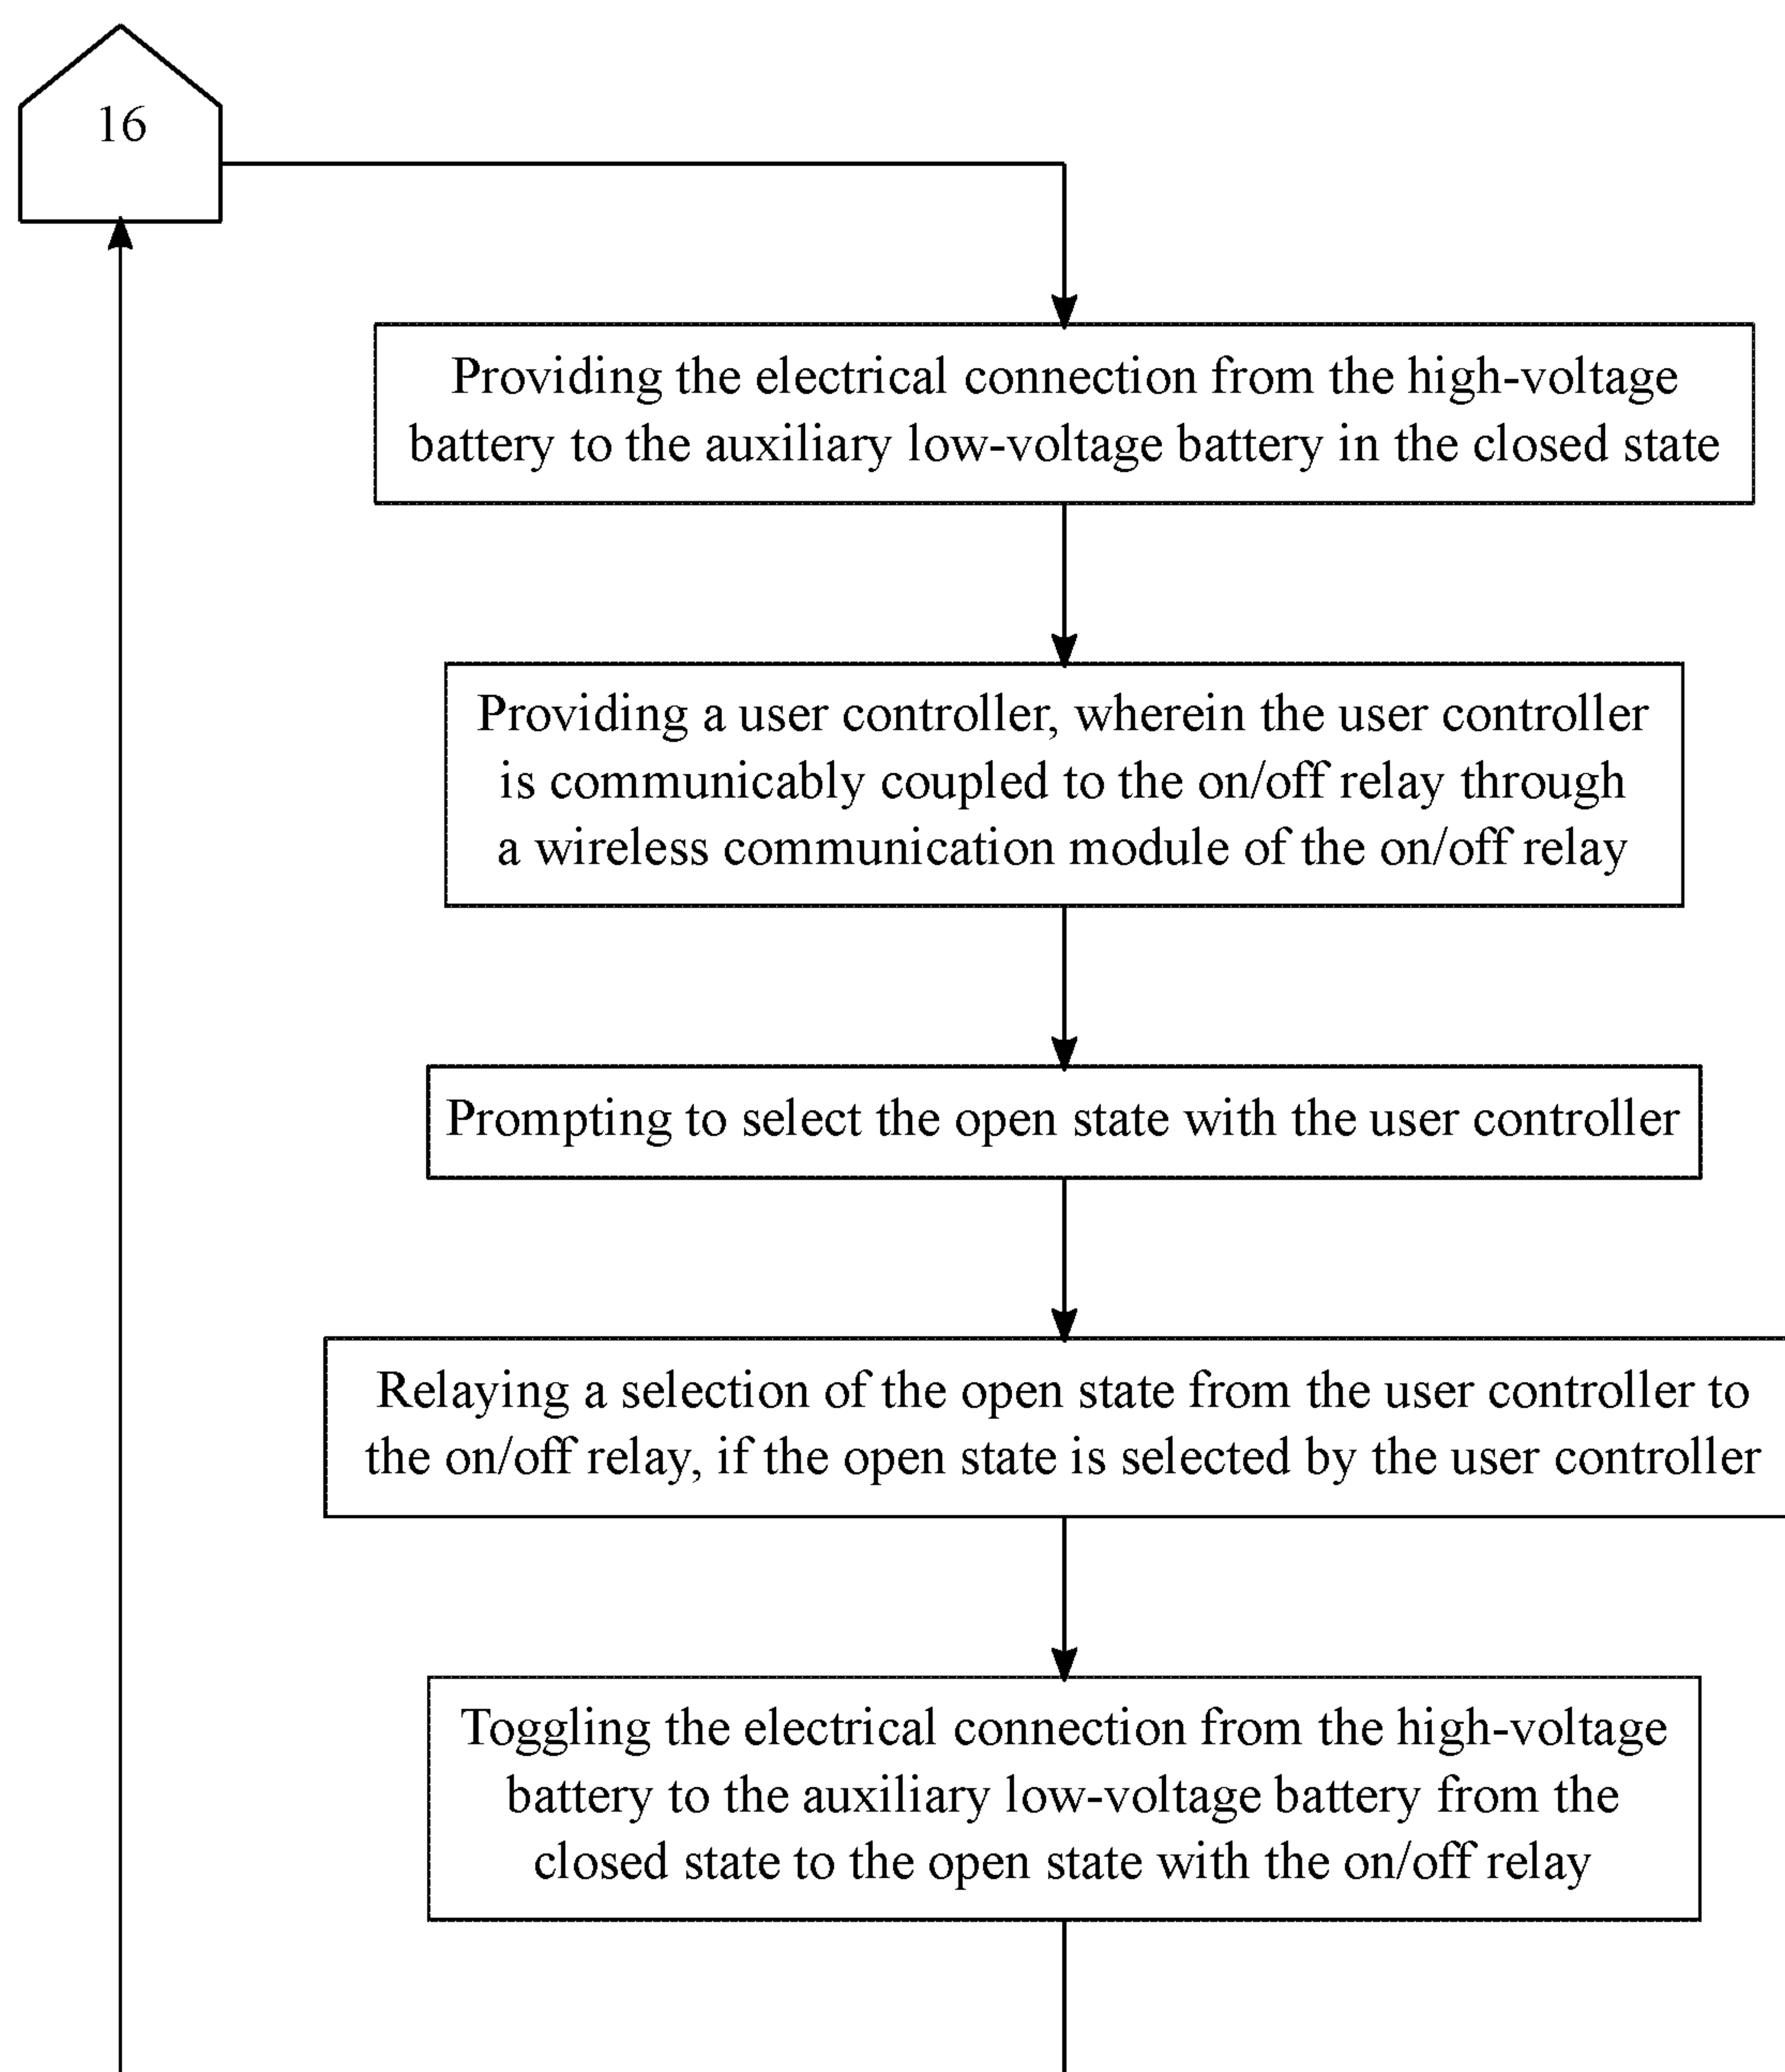 16
Providing the electrical connection from the high-voltage
battery to the auxiliary low-voltage battery in the closed state
Providing a user controller, wherein the user controller
is communicably coupled to the on/off relay through
a wireless communication module of the on/off relay
Prompting to select the open state with the user controller
Relaying a selection of the open state from the user controller to
the on/off relay, if the open state is selected by the user controller
Toggling the electrical connection from the high-voltage
battery to the auxiliary low-voltage battery from the
closed state to the open state with the on/off relay